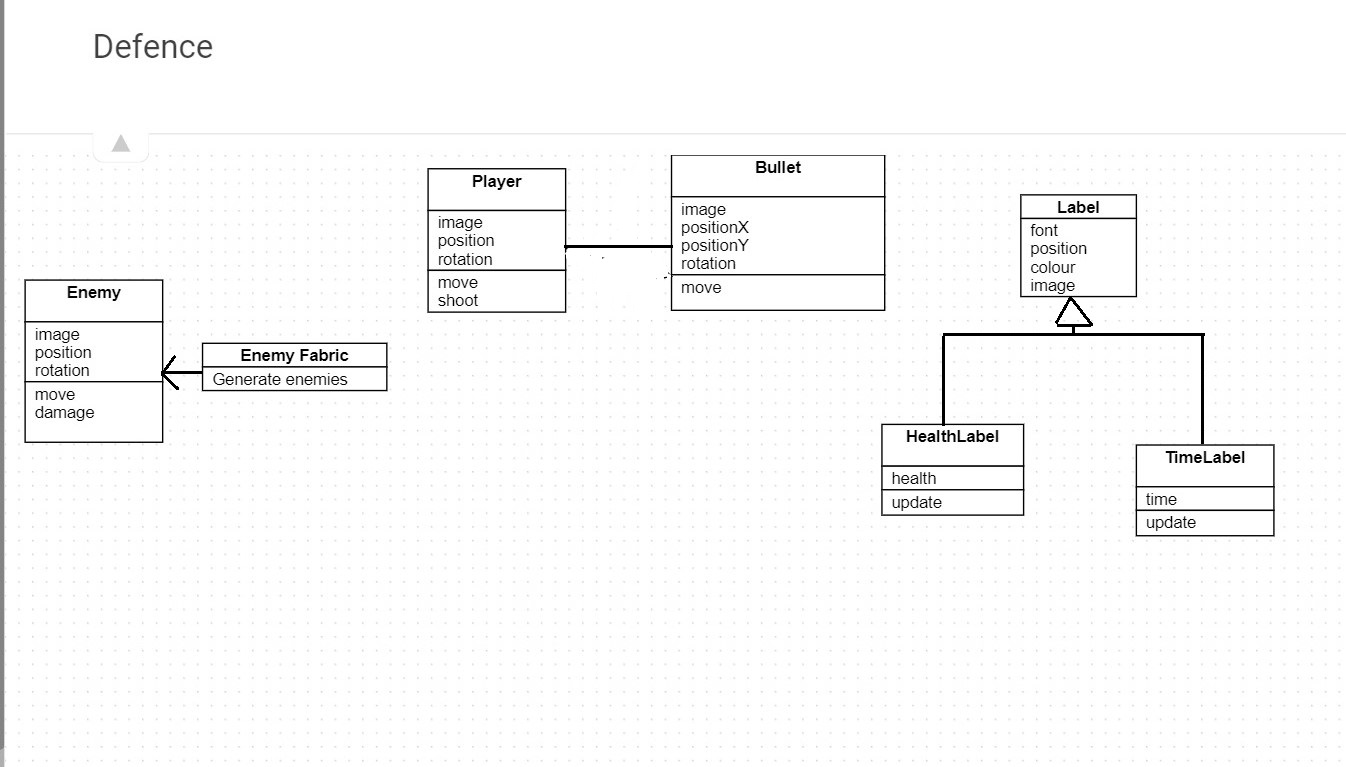 Defence
Enemy
image
position
rotation
move
damage
Enemy Fabric
Generate enemies
Player
image
position
rotation
move
shoot
Bullet
image
positionX
positionY
rotation
move
Label
font
position
colour
image
HealthLabel
health
update
TimeLabel
time
update